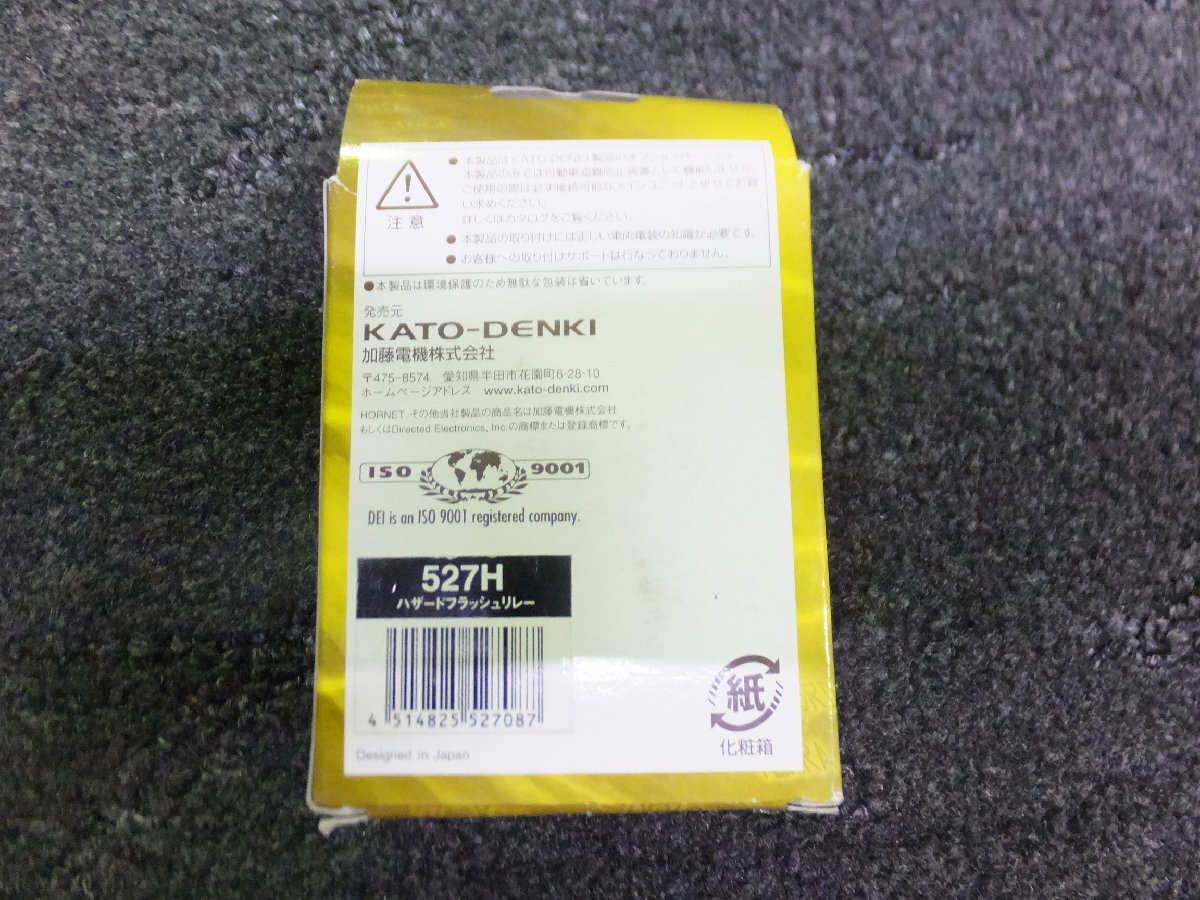 注意
●本製品はKATO-DENKI製品のオプションパーツです。
本製品のみでは自動車盗難防止装置として機能しません。
ご使用の際は必ず接続可能なメインユニットと併せてお買
い求めください。
詳しくはカタログをご覧ください。
●本製品の取り付けには正しい車両電装の知識が必要です。
●お客様への取り付けサポートは行なっておりません。
●本製品は環境保護のため無駄な包装は省いています。
発売元
KATO-DENKI
加藤電機株式会社
〒475-8574 愛知県半田市花園町6-28-10
ホームページアドレス www.kato-denki.com
HORNET、その他当社製品の商品名は加藤電機株式会社
もしくはDirected Electronics, Inc.の商標または登録商標です。
ISO 9001
DEI is an ISO 9001 registered company.
527H
ハザードフラッシュリレー
4 514825 527087
Designed in Japan
紙
化粧箱